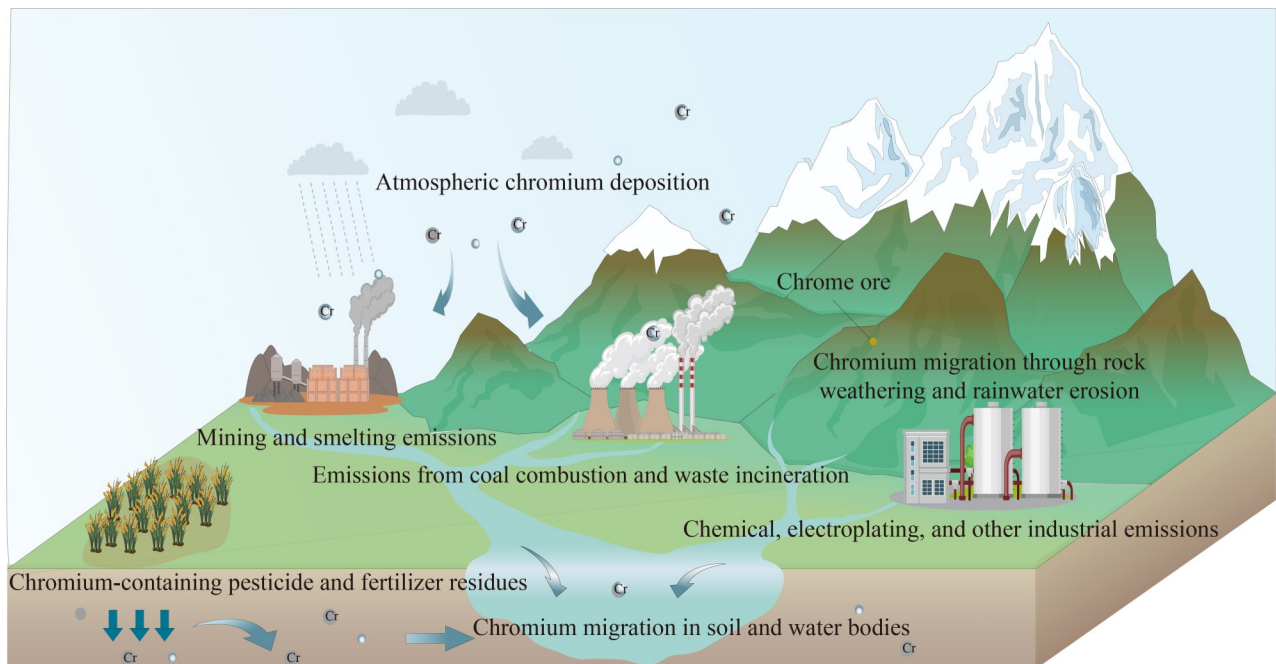 Cr
Atmospheric chromium deposition
Cr
Cr
Cr
Chrome ore
Cr
Cr
Chromium migration through rock
weathering and rainwater erosion
Mining and smelting emissions
Emissions from coal combustion and waste incineration
Chemical, electroplating, and other industrial emissions
Chromium-containing pesticide and fertilizer residues
Cr
Cr
Chromium migration in soil and water bodies
Cr
Cr
Cr